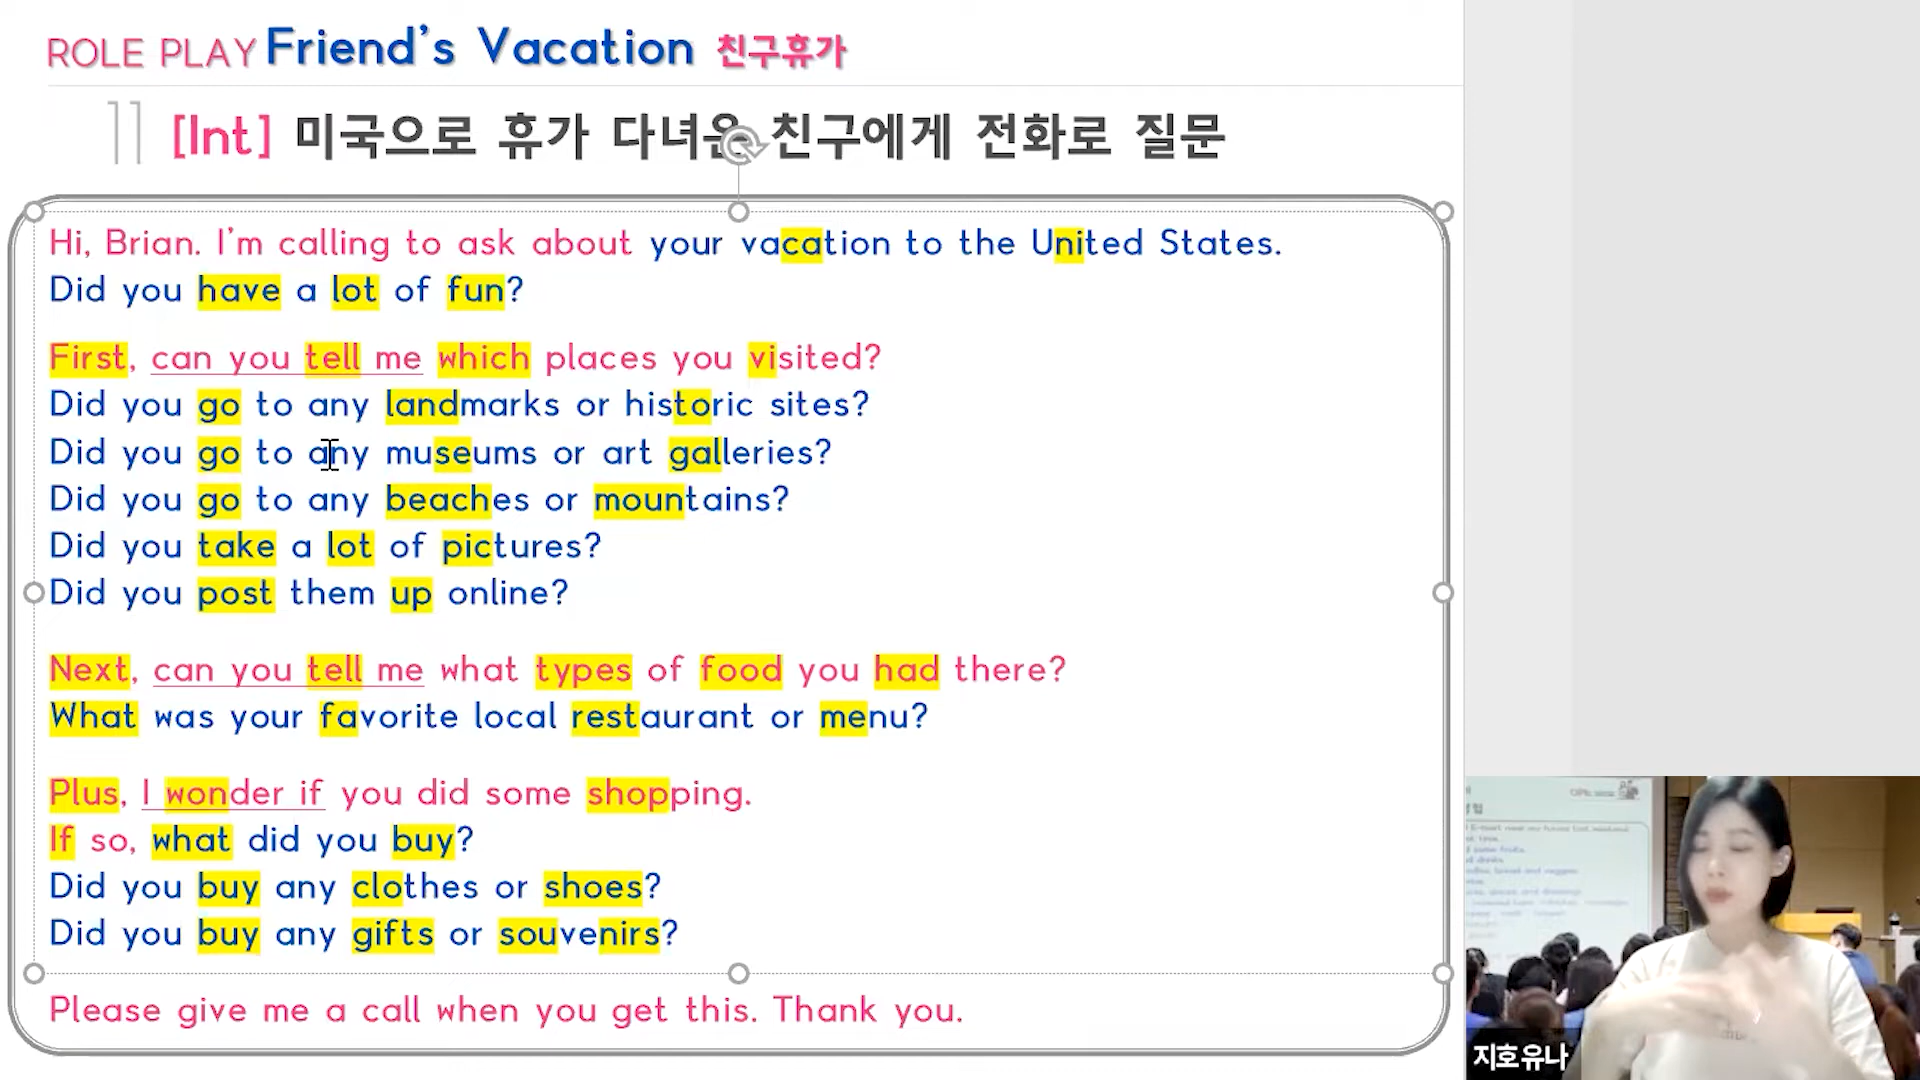 ROLE PLAY Friend's Vacation 친구휴가
11 [Int] 미국으로 휴가 다녀온 친구에게 전화로 질문
Hi, Brian. I'm calling to ask about your vacation to the United States.
Did you have a lot of fun?
First, can you tell me which places you visited?
Did you go to any landmarks or historic sites?
Did you go to any museums or art galleries?
Did you go to any beaches or mountains?
Did you take a lot of pictures?
Did you post them up online?
Next, can you tell me what types of food you had there?
What was your favorite local restaurant or menu?
Plus, I wonder if you did some shopping.
If so, what did you buy?
Did you buy any clothes or shoes?
Did you buy any gifts or souvenirs?
Please give me a call when you get this. Thank you.
지호유나